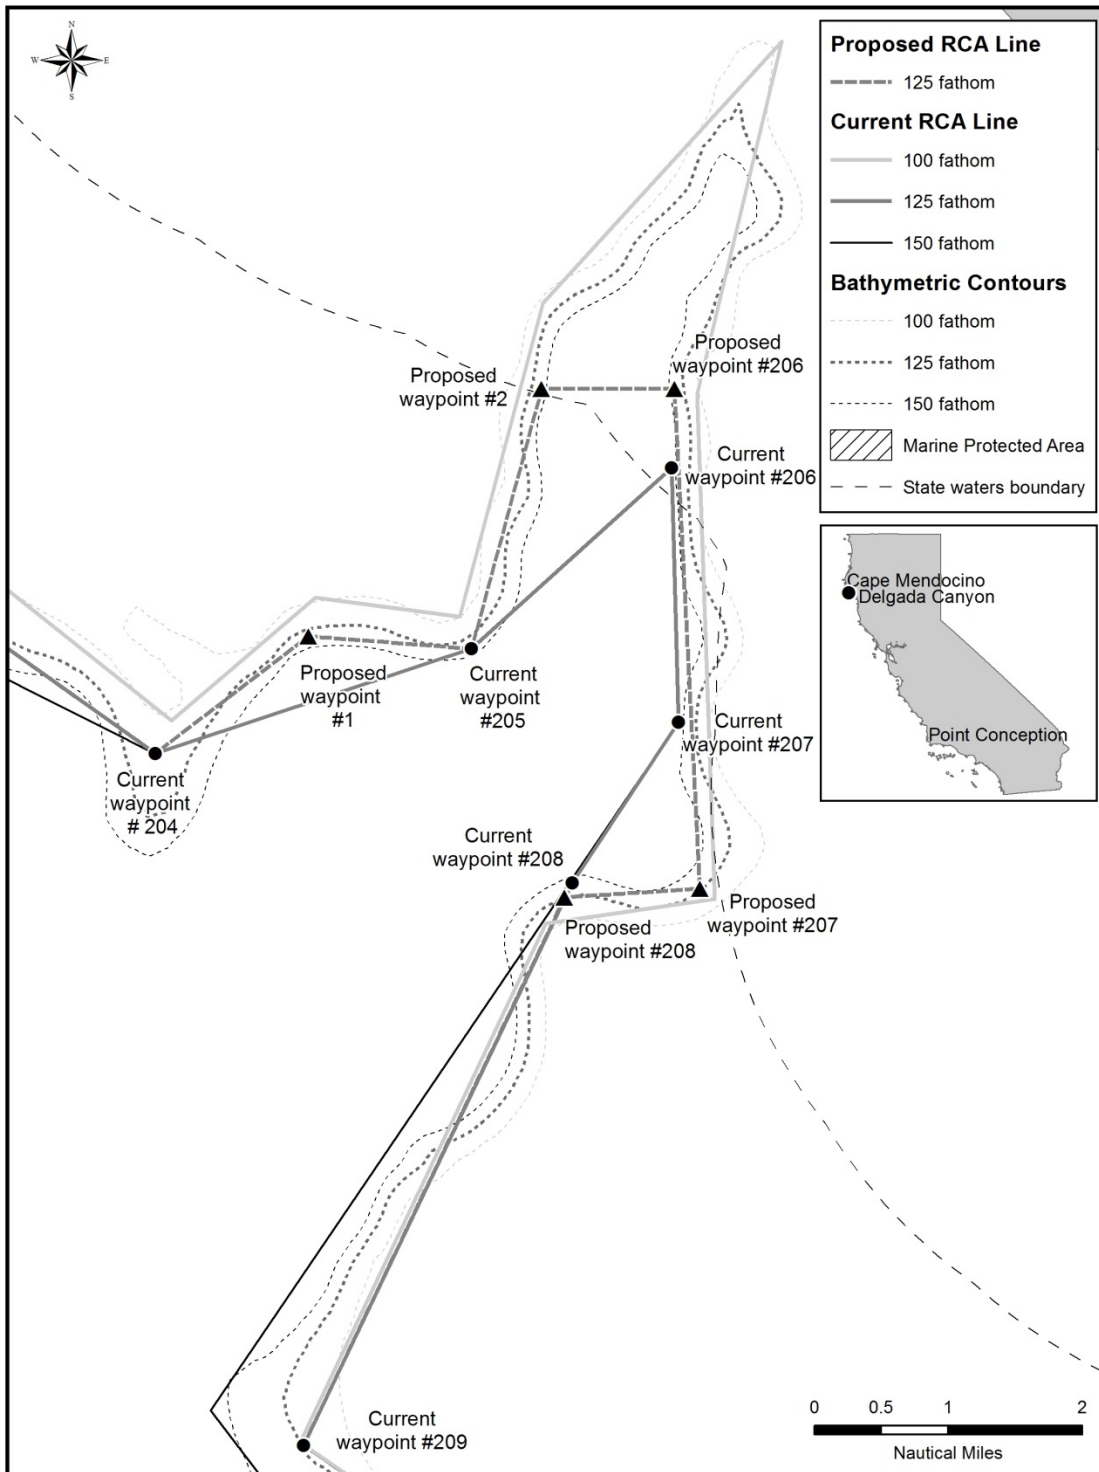 N
W E
S
Proposed RCA Line
125 fathom
Current RCA Line
100 fathom
125 fathom
150 fathom
Bathymetric Contours
100 fathom
125 fathom
150 fathom
Marine Protected Area
State waters boundary
Cape Mendocino
Delgada Canyon
Point Conception
Proposed
waypoint #206
Proposed
waypoint #2
Current
waypoint #206
Proposed
waypoint
#1
Current
waypoint
#205
Current
waypoint #207
Current
waypoint
# 204
Current
waypoint #208
Proposed
waypoint #207
Proposed
waypoint #208
Current
waypoint #209
0 0.5 1 2
Nautical Miles